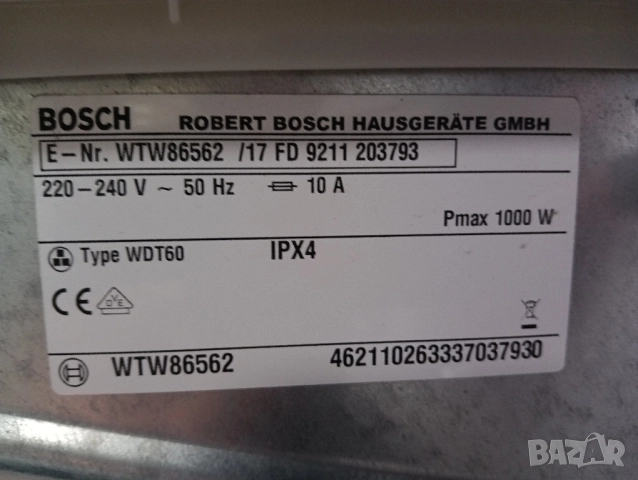 BOSCH ROBERT BOSCH HAUSGERÄTE GMBH
E-Nr. WTW86562 /17 FD 9211 203793
220-240 V ~ 50 Hz 10 A
Pmax 1000 W
Type WDT60 IPX4
CE DVE
WTW86562 462110263337037930
BAZAR